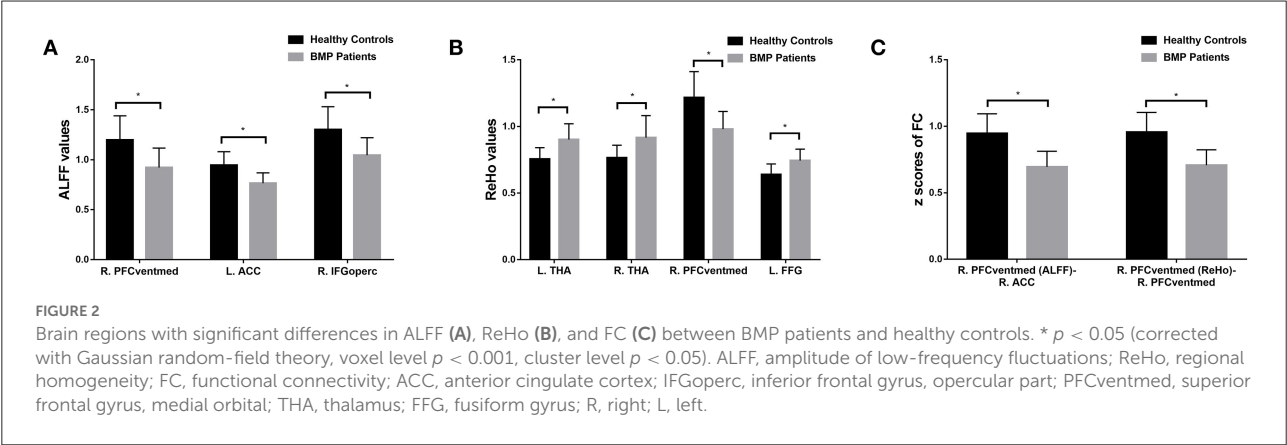 A
Healthy Controls
BMP Patients
2.0
1.5
1.0
0.5
0.0
ALFF values
*
*
*
R. PFCventmed
L. ACC
R. IFGoperc
B
Healthy Controls
BMP Patients
1.5
1.0
0.5
0.0
ReHo values
*
*
*
*
L. THA
R. THA
R. PFCventmed
L. FFG
C
Healthy Controls
BMP Patients
1.5
1.0
0.5
0.0
z scores of FC
*
*
R. PFCventmed (ALFF)-
R. ACC
R. PFCventmed (ReHo)-
R. PFCventmed
FIGURE 2
Brain regions with significant differences in ALFF (A), ReHo (B), and FC (C) between BMP patients and healthy controls. * p < 0.05 (corrected
with Gaussian random-field theory, voxel level p < 0.001, cluster level p < 0.05). ALFF, amplitude of low-frequency fluctuations; ReHo, regional
homogeneity; FC, functional connectivity; ACC, anterior cingulate cortex; IFGoperc, inferior frontal gyrus, opercular part; PFCventmed, superior
frontal gyrus, medial orbital; THA, thalamus; FFG, fusiform gyrus; R, right; L, left.